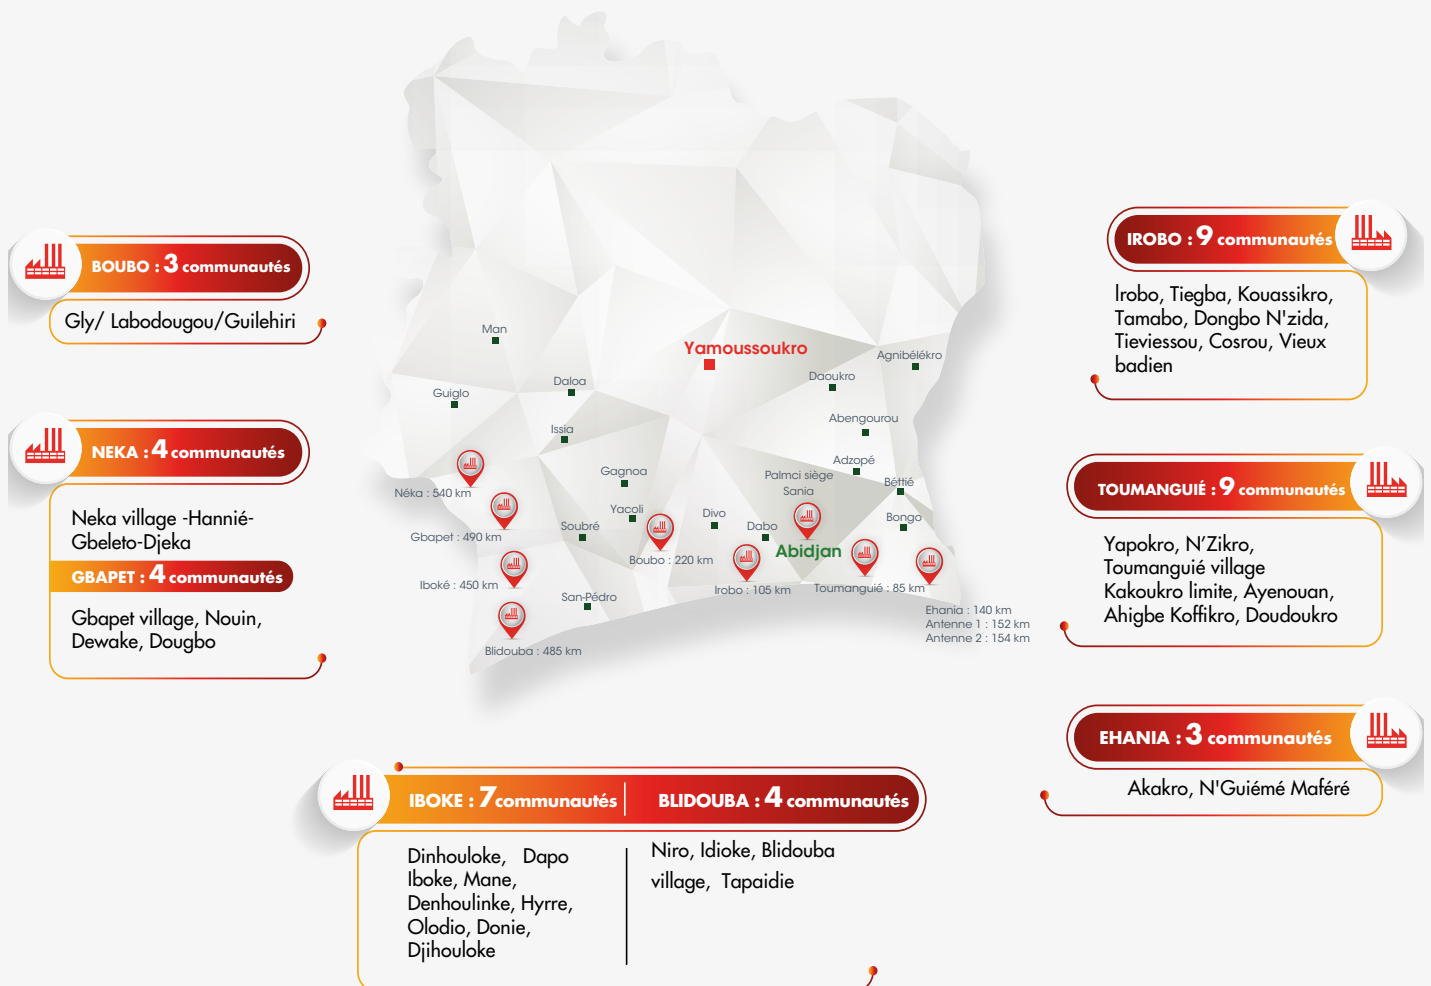 BOUBO : 3 communautés
Gly/ Labodougou/Guilehiri
NEKA : 4 communautés
Neka village -Hannié-
Gbeleto-Djeka
GBAPET : 4 communautés
Gbapet village, Nouin,
Dewake, Dougbo
Man
Yamoussoukro
Agnibélékro
Daoukro
Daloa
Guiglo
Abengourou
Issia
Adzopé
Gagnoa
Palmci siège
Sania
Béttié
Néka : 540 km
Yacoli
Divo
Bongo
Soubré
Dabo
Gbapet : 490 km
Abidjan
Boubo : 220 km
Iboké : 450 km
Irobo : 105 km
Toumanguié : 85 km
San-Pédro
Ehania : 140 km
Antenne 1 : 152 km
Antenne 2 : 154 km
Blidouba : 485 km
IROBO : 9 communautés
Irobo, Tiegba, Kouassikro,
Tamabo, Dongbo N'zida,
Tieviessou, Cosrou, Vieux
badien
TOUMANGUIÉ : 9 communautés
Yapokro, N’Zikro,
Toumanguié village
Kakoukro limite, Ayenouan,
Ahigbe Koffikro, Doudoukro
EHANIA : 3 communautés
Akakro, N'Guiémé Maféré
IBOKE : 7communautés
Dinhouloke, Dapo
Iboke, Mane,
Denhoulinke, Hyrre,
Olodio, Donie,
Djihouloke
BLIDOUBA : 4 communautés
Niro, Idioke, Blidouba
village, Tapaidie